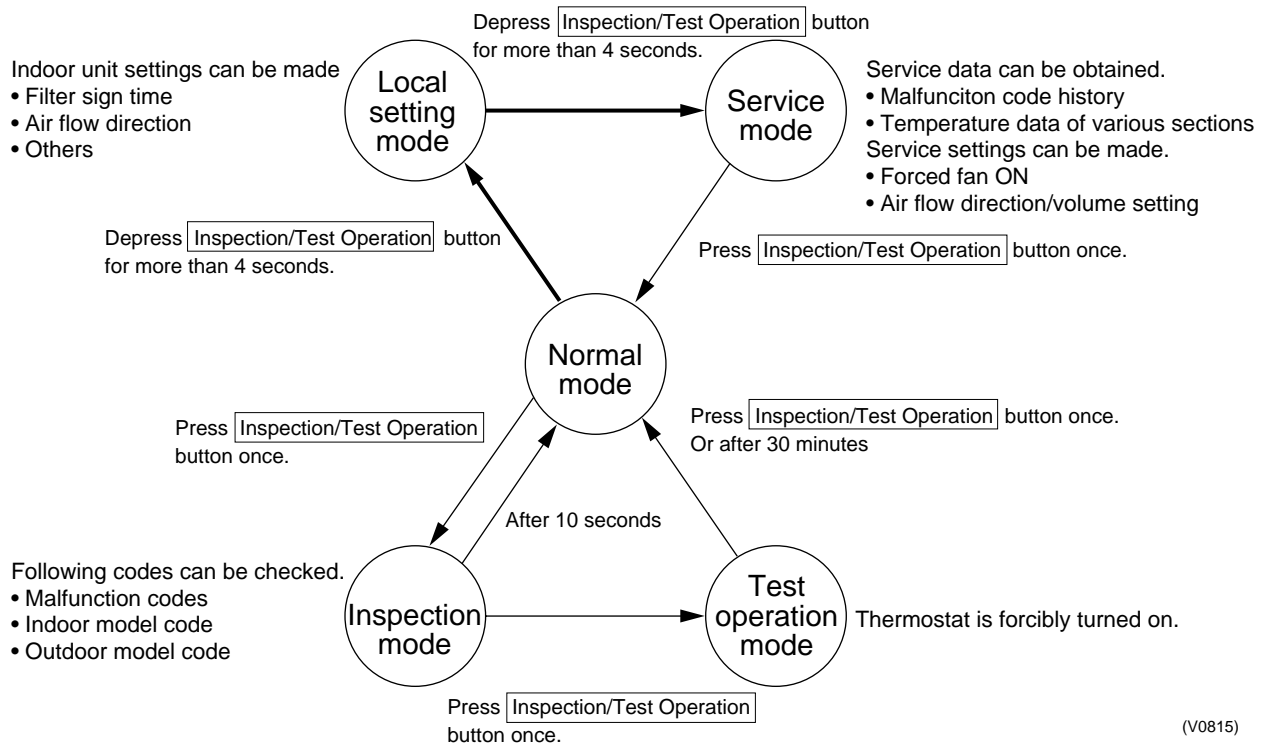 Depress Inspection/Test Operation button
for more than 4 seconds.
Indoor unit settings can be made
• Filter sign time
• Air flow direction
• Others
Local
setting
mode
Service
mode
Service data can be obtained.
• Malfunciton code history
• Temperature data of various sections
Service settings can be made.
• Forced fan ON
• Air flow direction/volume setting
Depress Inspection/Test Operation button
for more than 4 seconds.
Press Inspection/Test Operation button once.
Normal
mode
Press Inspection/Test Operation
button once.
Press Inspection/Test Operation button once.
Or after 30 minutes
After 10 seconds
Following codes can be checked.
• Malfunction codes
• Indoor model code
• Outdoor model code
Inspection
mode
Test
operation
mode
Thermostat is forcibly turned on.
Press Inspection/Test Operation
button once.
(V0815)